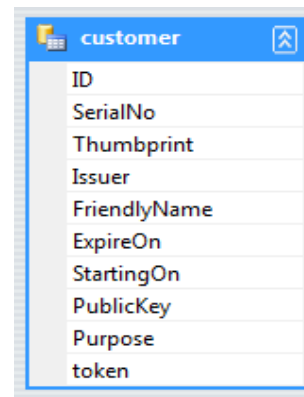 customer
ID
SerialNo
Thumbprint
Issuer
FriendlyName
ExpireOn
StartingOn
PublicKey
Purpose
token